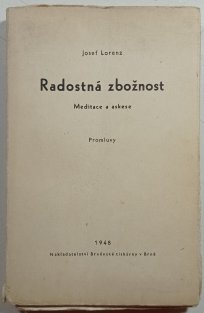 Josef Lorenz
Radostná zbožnost
Meditace a askese
Promluvy
1948
Nakladatelství Brněnské tiskárny v Brně